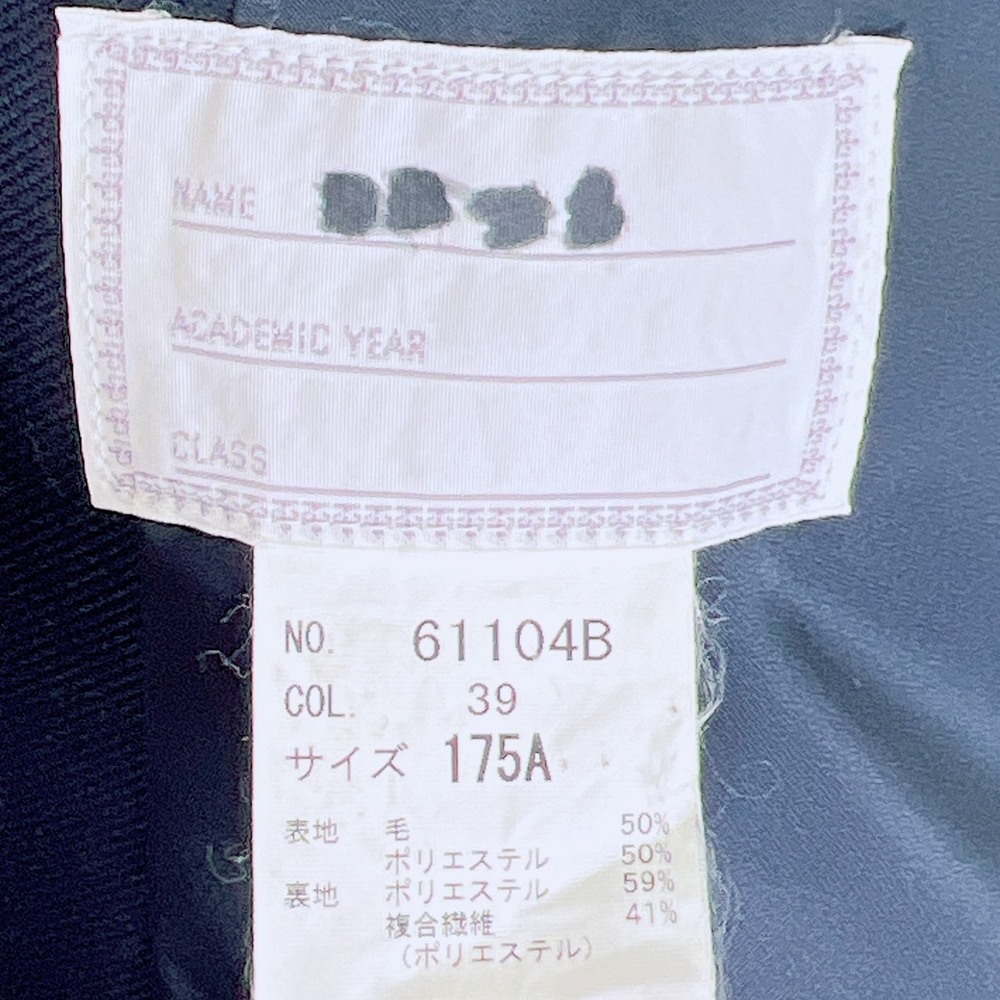 NAME
ACADEMIC YEAR
CLASS
NO. 61104B
COL. 39
サイズ 175A
表地 毛 50%
ポリエステル 50%
裏地 ポリエステル 59%
複合繊維 41%
(ポリエステル)